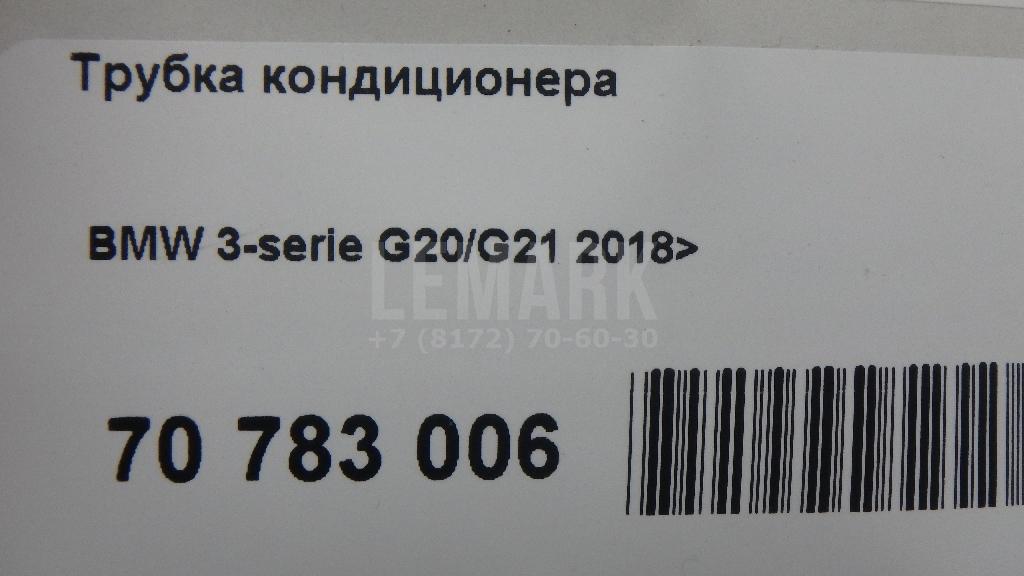 Трубка кондиционера
BMW 3-serie G20/G21 2018>
LEMARK
+7 (8172) 70-60-30
70 783 006